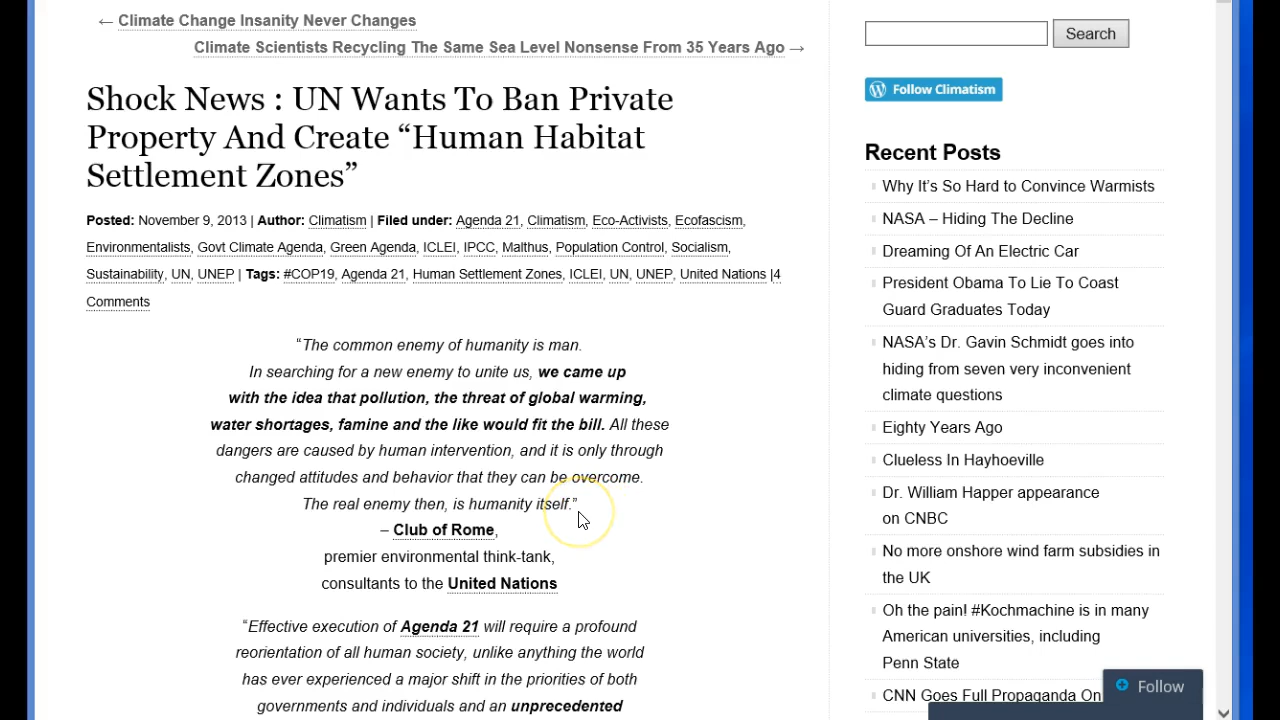 ← Climate Change Insanity Never Changes
Climate Scientists Recycling The Same Sea Level Nonsense From 35 Years Ago →
Shock News : UN Wants To Ban Private
Property And Create “Human Habitat
Settlement Zones”
Posted: November 9, 2013 | Author: Climatism | Filed under: Agenda 21, Climatism, Eco-Activists, Ecofascism,
Environmentalists, Govt Climate Agenda, Green Agenda, ICLEI, IPCC, Malthus, Population Control, Socialism,
Sustainability, UN, UNEP | Tags: #COP19, Agenda 21, Human Settlement Zones, ICLEI, UN, UNEP, United Nations |4
Comments
“The common enemy of humanity is man.
In searching for a new enemy to unite us, we came up
with the idea that pollution, the threat of global warming,
water shortages, famine and the like would fit the bill. All these
dangers are caused by human intervention, and it is only through
changed attitudes and behavior that they can be overcome.
The real enemy then, is humanity itself.”
– Club of Rome,
premier environmental think-tank,
consultants to the United Nations
“Effective execution of Agenda 21 will require a profound
reorientation of all human society, unlike anything the world
has ever experienced a major shift in the priorities of both
governments and individuals and an unprecedented
Search
Follow Climatism
Recent Posts
Why It’s So Hard to Convince Warmists
NASA – Hiding The Decline
Dreaming Of An Electric Car
President Obama To Lie To Coast
Guard Graduates Today
NASA’s Dr. Gavin Schmidt goes into
hiding from seven very inconvenient
climate questions
Eighty Years Ago
Clueless In Hayhoeville
Dr. William Happer appearance
on CNBC
No more onshore wind farm subsidies in
the UK
Oh the pain! #Kochmachine is in many
American universities, including
Penn State
CNN Goes Full Propaganda On
Follow